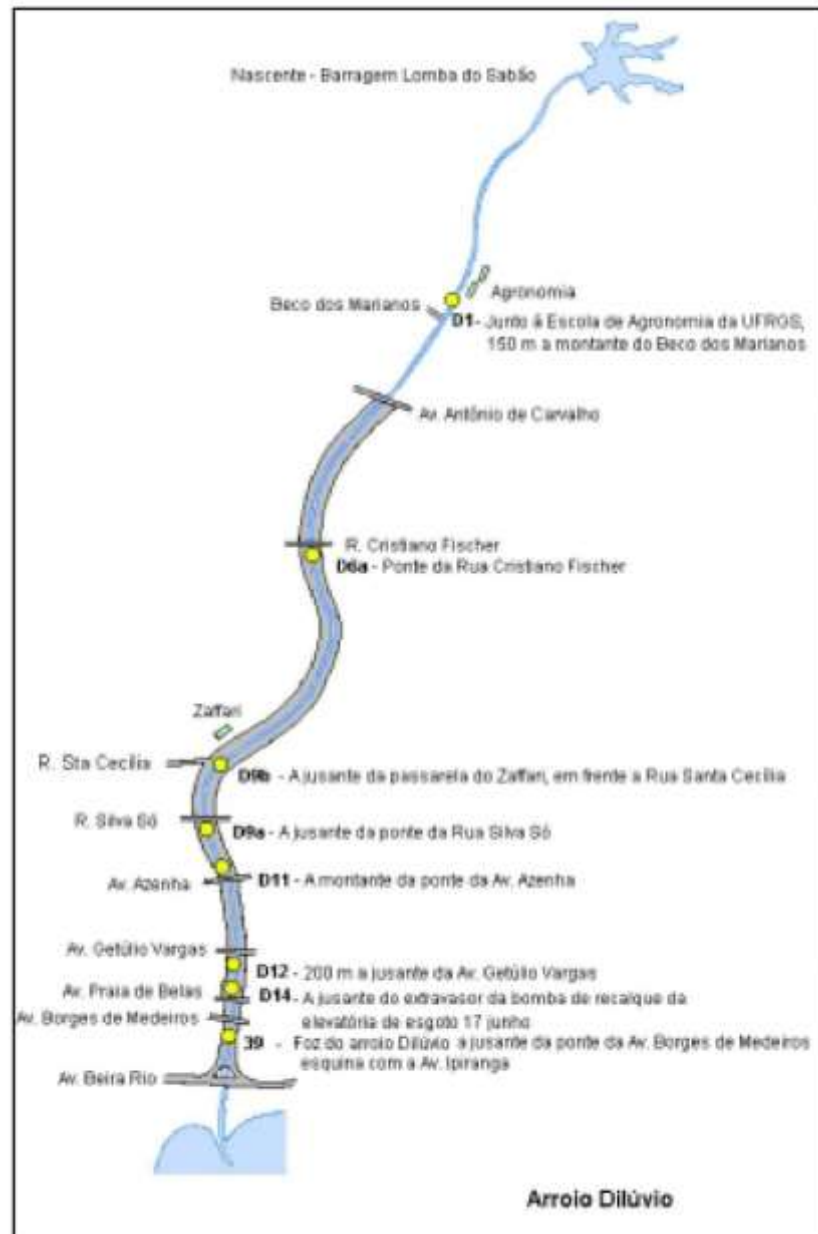 Nascente - Barragem Lomba do Sabão
Agronomia
Beco dos Marianos
D1- Junto á Escola de Agronomia da UFRGS,
150 m a montante do Beco dos Marianos
Av. Antônio de Carvalho
R. Cristiano Fischer
D6a - Ponte da Rua Cristiano Fischer
Zaffari
R. Sta Cecília
D9b - A jusante da passarela do Zaffari, em frente a Rua Santa Cecília
R. Silva Só
D9a - A jusante da ponte da Rua Silva Só
Av. Azenha
D11 - A montante da ponte da Av. Azenha
Av. Getúlio Vargas
D12 - 200 m a jusante da Av. Getúlio Vargas
Av. Praia de Belas
D14 - A jusante do extravasor da bomba de recalque da
elevatória de esgoto 17 junho
Av. Borges de Medeiros
39 - Foz do arroio Dilúvio a jusante da ponte da Av. Borges de Medeiros
esquina com a Av. Ipiranga
Av. Beira Rio
Arroio Dilúvio